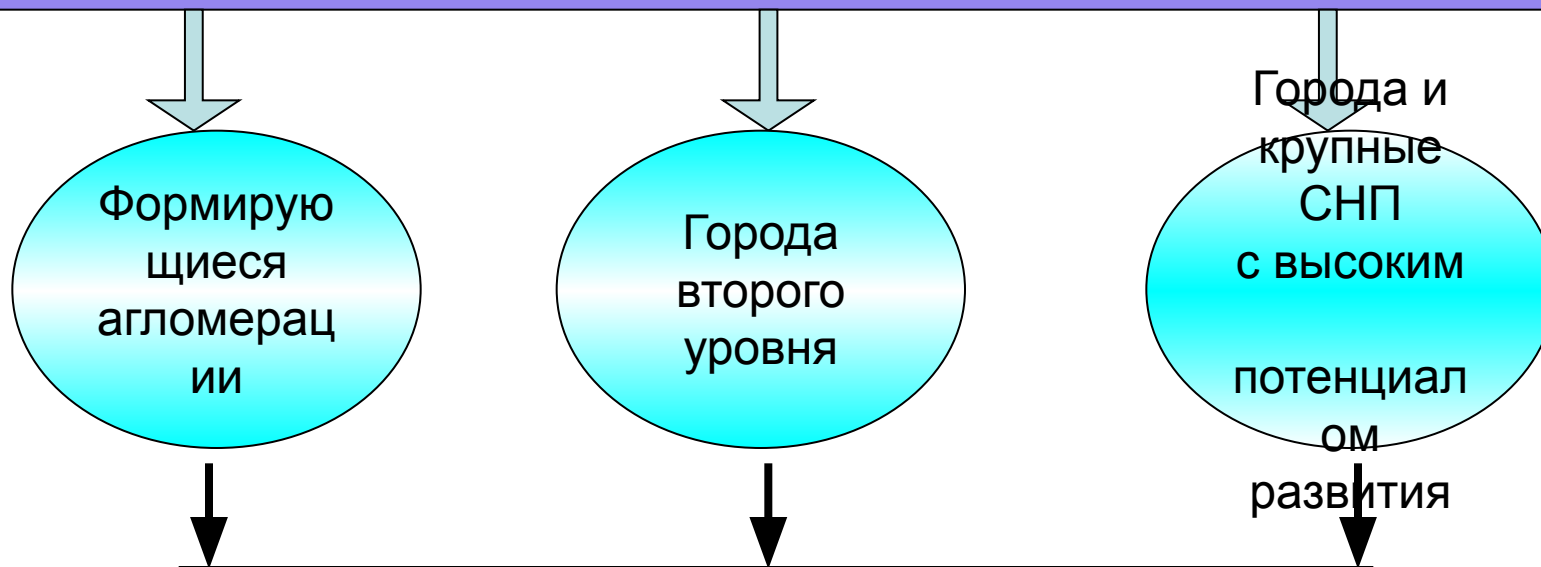 Формирую
щиеся
агломерац
ии
Города
второго
уровня
Города и
крупные
СНП
с высоким
потенциал
ом
развития